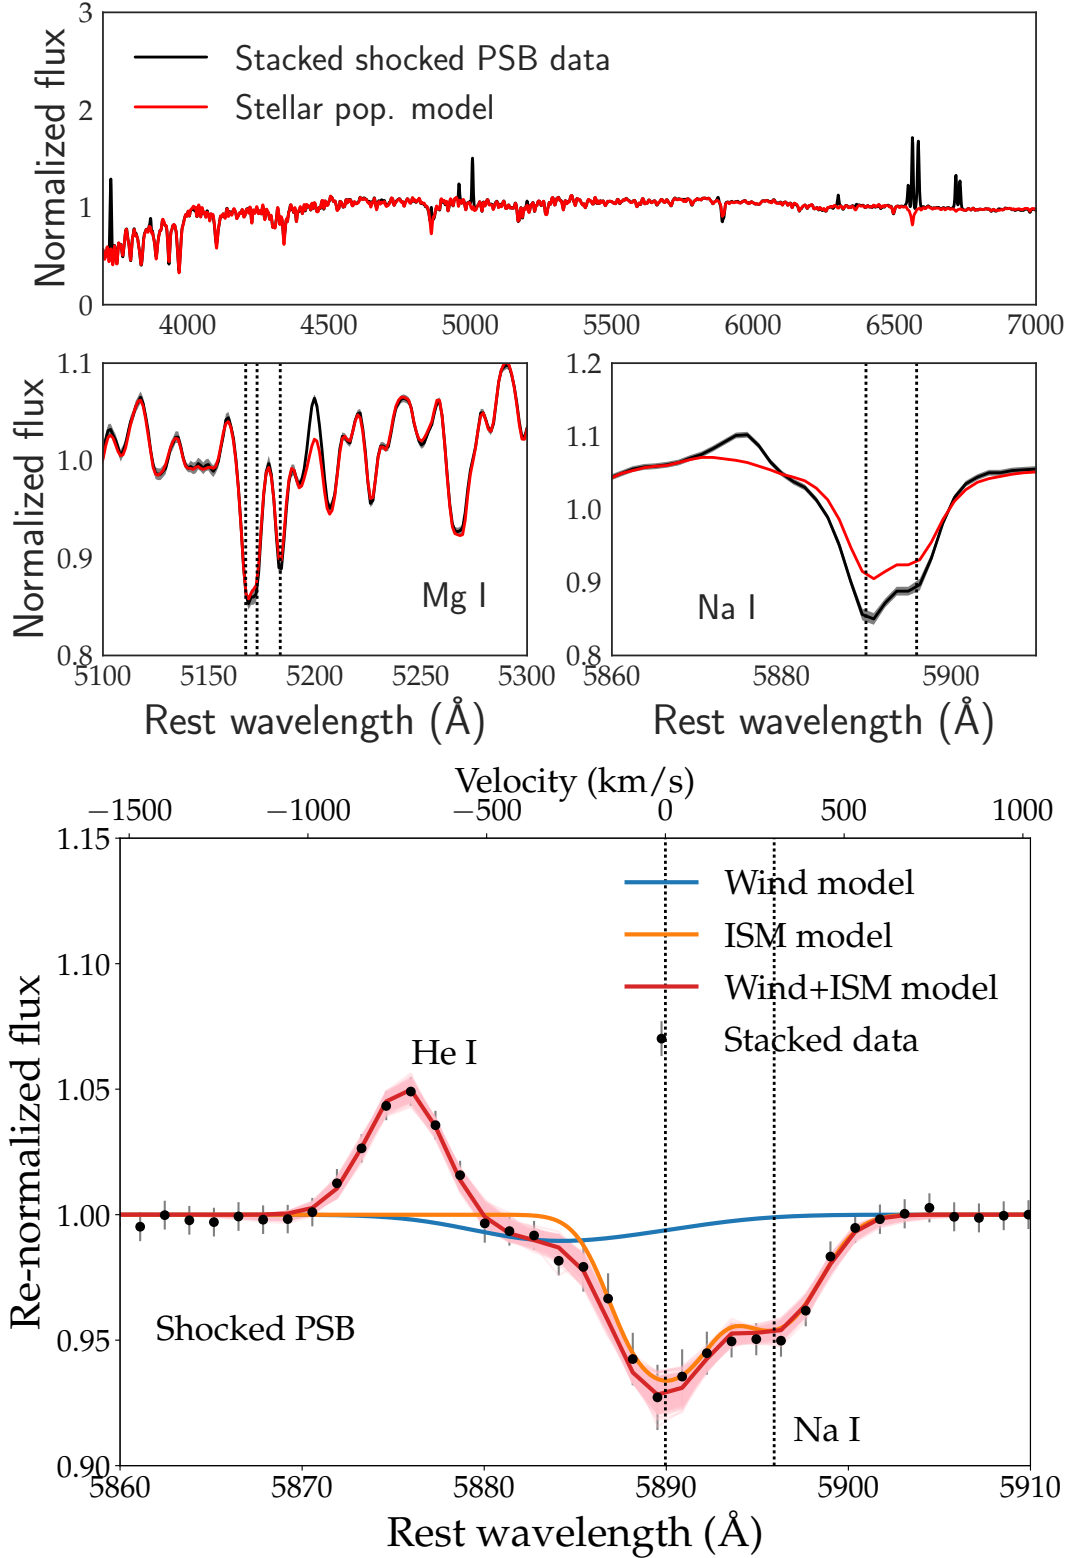 3
2
1
0
Normalized flux
Stacked shocked PSB data
Stellar pop. model
4000 4500 5000 5500 6000 6500 7000
1.1
1.0
0.9
0.8
Normalized flux
Mg I
5100 5150 5200 5250 5300
Rest wavelength (Å)
1.2
1.1
1.0
0.9
0.8
Na I
5860 5880 5900
Rest wavelength (Å)
Velocity (km/s)
−1500 −1000 −500 0 500 1000
1.15
1.10
1.05
1.00
0.95
0.90
Re-normalized flux
Wind model
ISM model
Wind+ISM model
Stacked data
He I
Shocked PSB
Na I
5860 5870 5880 5890 5900 5910
Rest wavelength (Å)